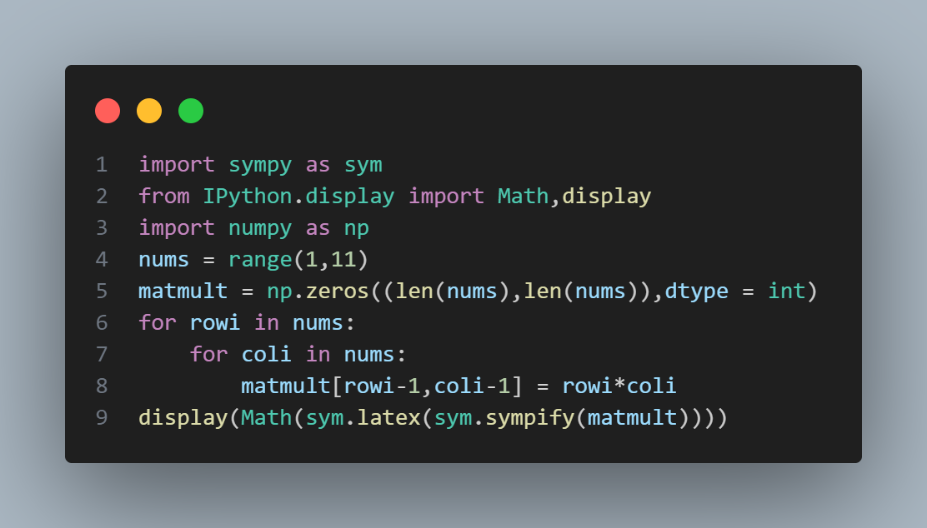 1 import sympy as sym
2 from IPython.display import Math,display
3 import numpy as np
4 nums = range(1,11)
5 matmult = np.zeros((len(nums),len(nums)),dtype = int)
6 for rowi in nums:
7     for coli in nums:
8         matmult[rowi-1,coli-1] = rowi*coli
9 display(Math(sym.latex(sym.sympify(matmult))))